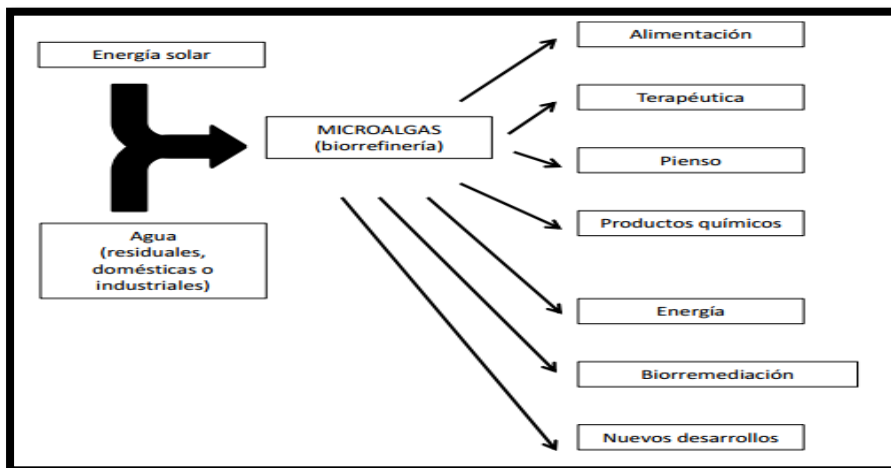 Energía solar
Agua
(residuales,
domésticas o
industriales)
MICROALGAS
(biorrefinería)
Alimentación
Terapéutica
Pienso
Productos químicos
Energía
Biorremediación
Nuevos desarrollos